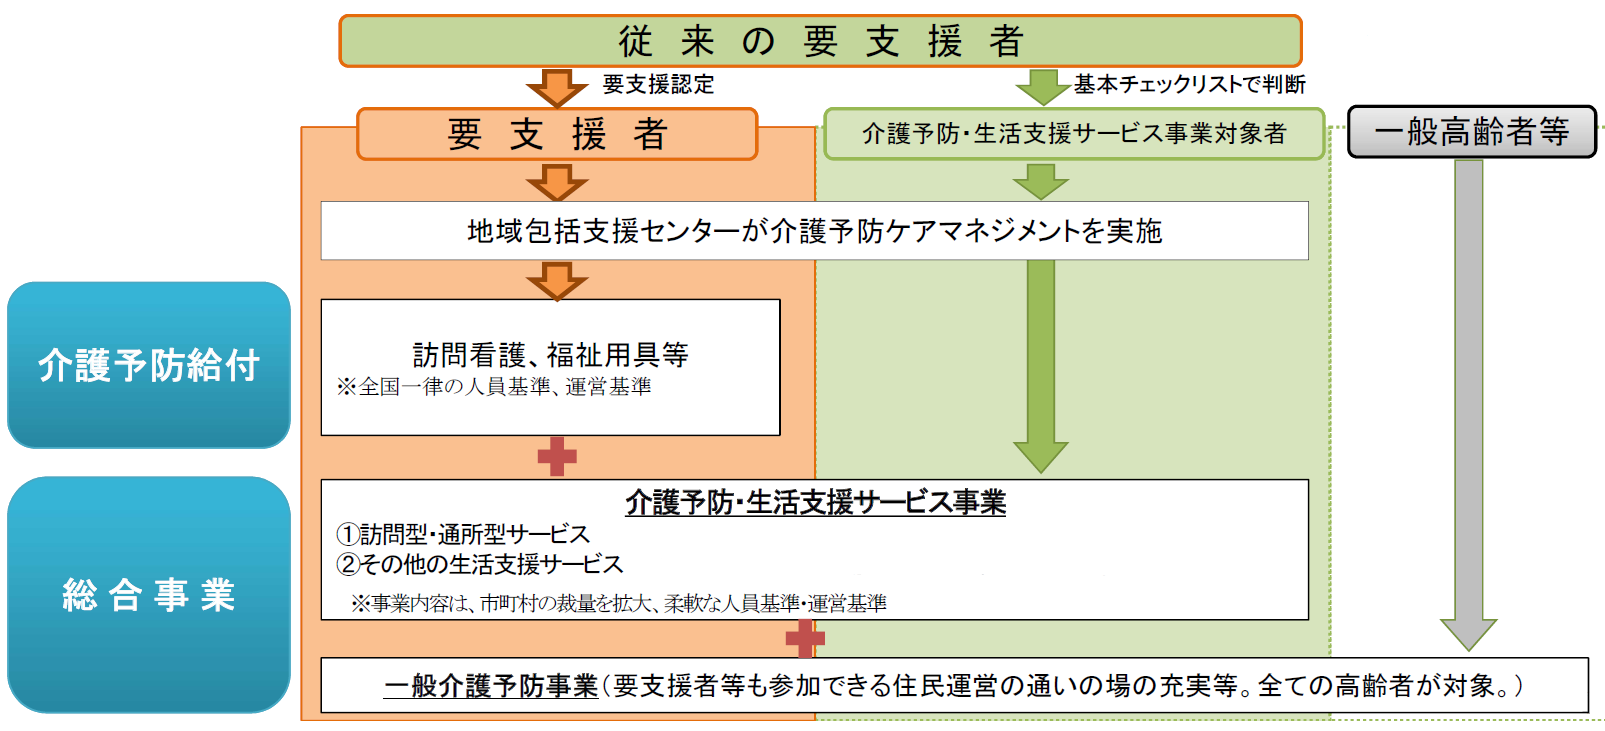 従来の要支援者
要支援認定
基本チェックリストで判断
要支援者
介護予防・生活支援サービス事業対象者
一般高齢者等
地域包括支援センターが介護予防ケアマネジメントを実施
介護予防給付
訪問看護、福祉用具等
※全国一律の人員基準、運営基準
総合事業
介護予防・生活支援サービス事業
①訪問型・通所型サービス
②その他の生活支援サービス
※事業内容は、市町村の裁量を拡大、柔軟な人員基準・運営基準
一般介護予防事業（要支援者等も参加できる住民運営の通いの場の充実等。全ての高齢者が対象。）